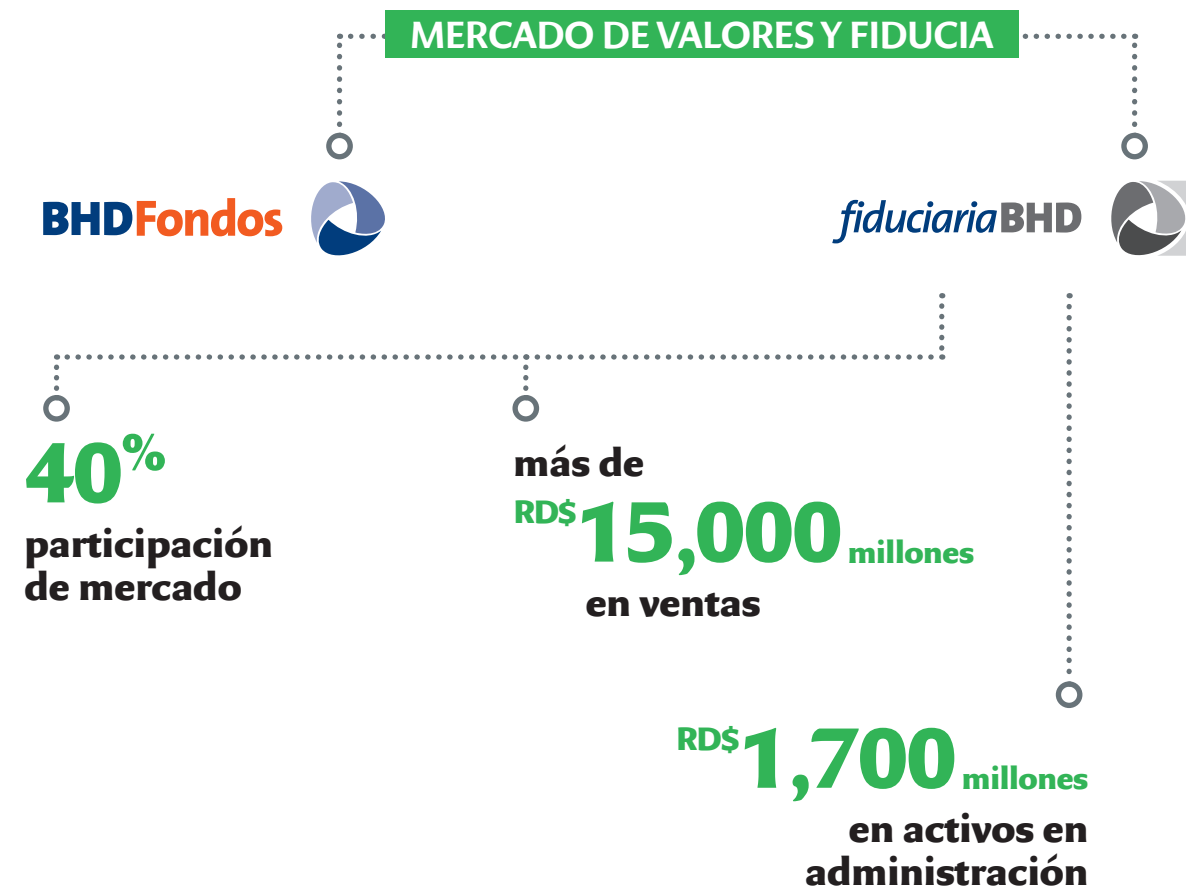 MERCADO DE VALORES Y FIDUCIA
BHDFondos
fiduciariaBHD
40%
participación
de mercado
más de
RD$15,000 millones
en ventas
RD$1,700 millones
en activos en
administración